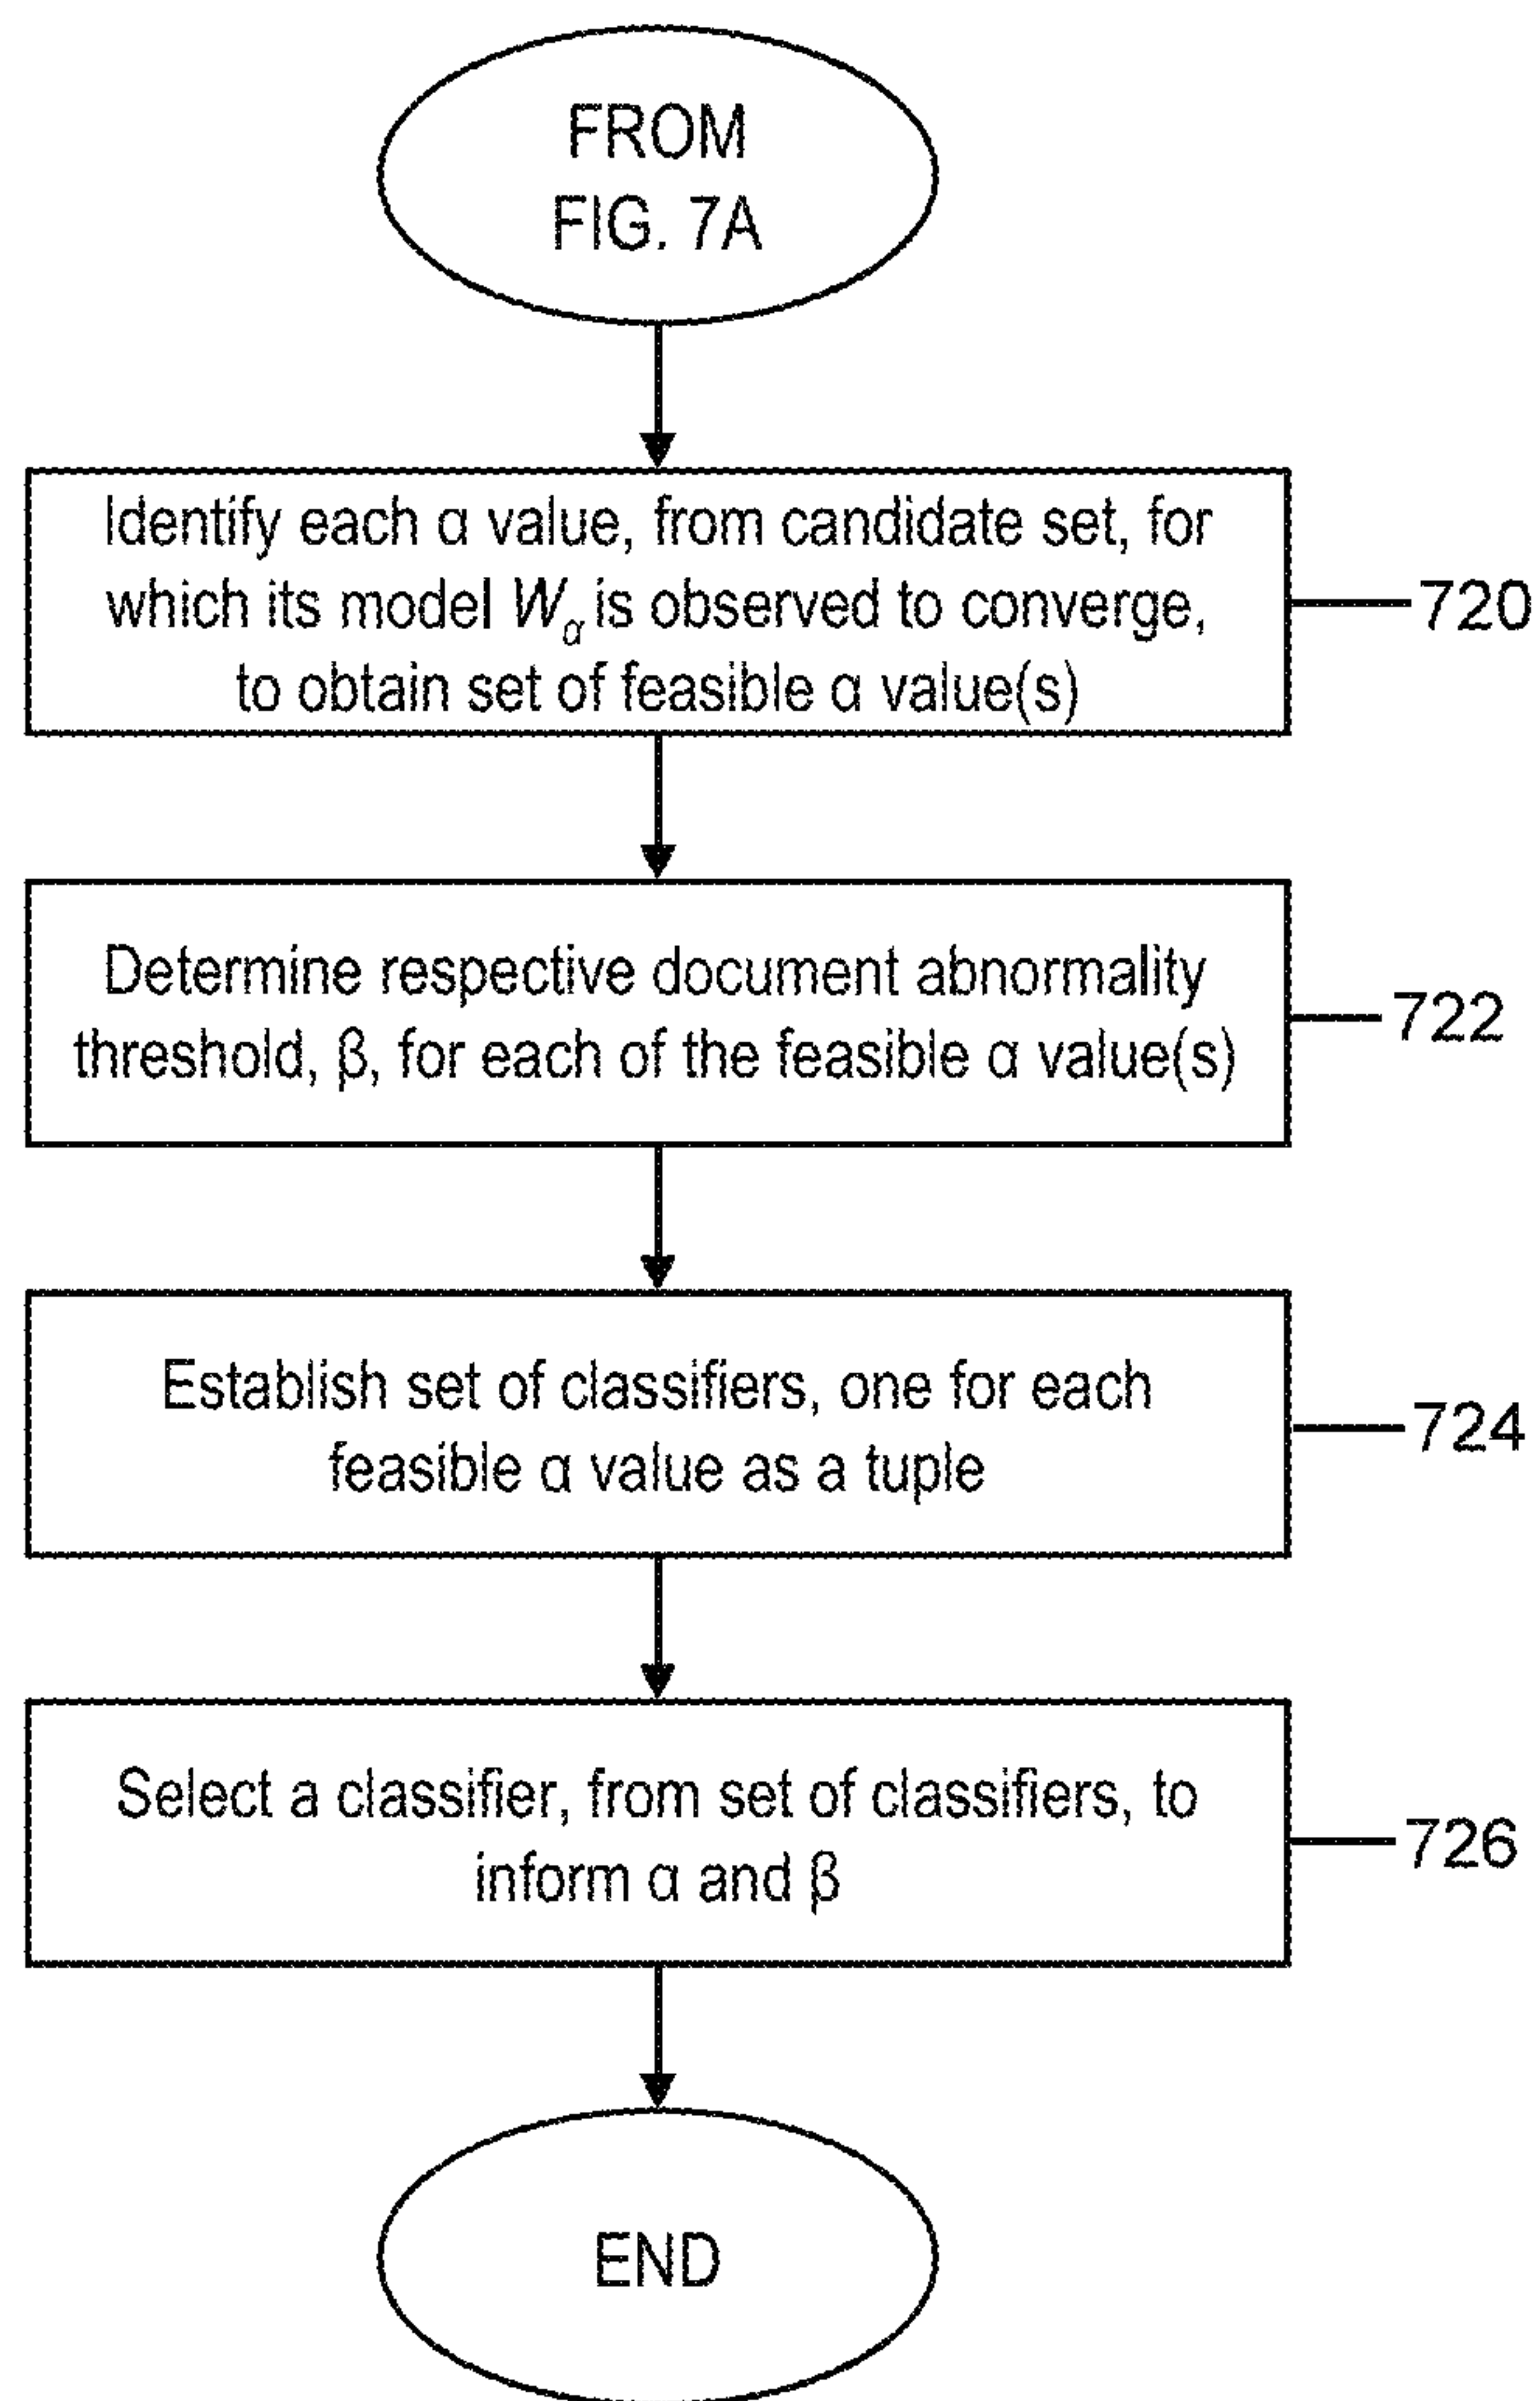 FROM
FIG. 7A
Identify each α value, from candidate set, for
which its model Wα is observed to converge,
to obtain set of feasible α value(s)
720
Determine respective document abnormality
threshold, β, for each of the feasible α value(s)
722
Establish set of classifiers, one for each
feasible α value as a tuple
724
Select a classifier, from set of classifiers, to
inform α and β
726
END